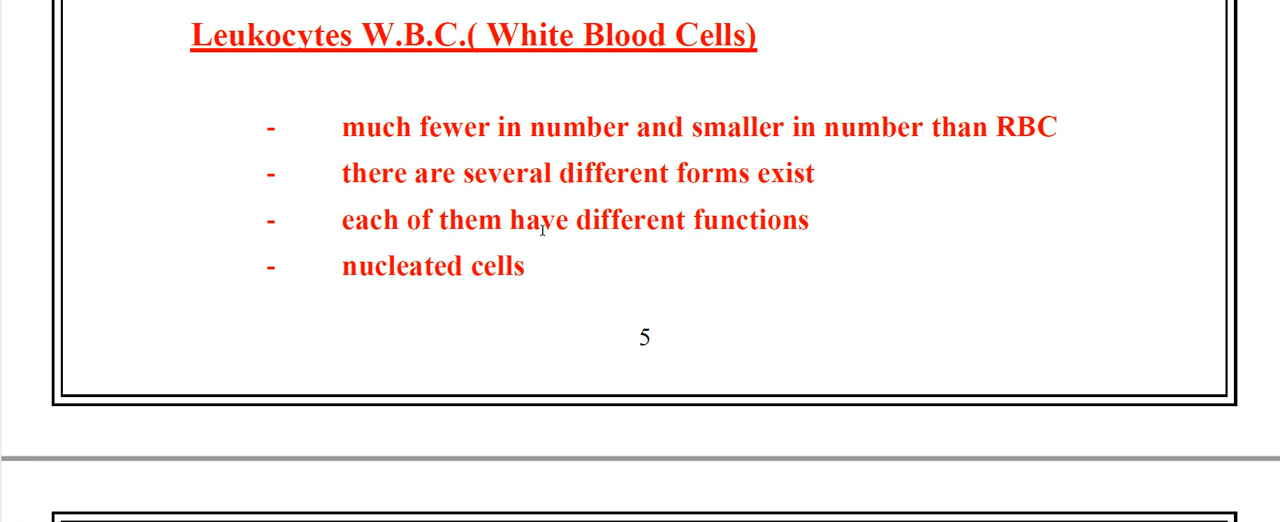 Leukocytes W.B.C.( White Blood Cells)
- much fewer in number and smaller in number than RBC
- there are several different forms exist
- each of them have different functions
- nucleated cells
5